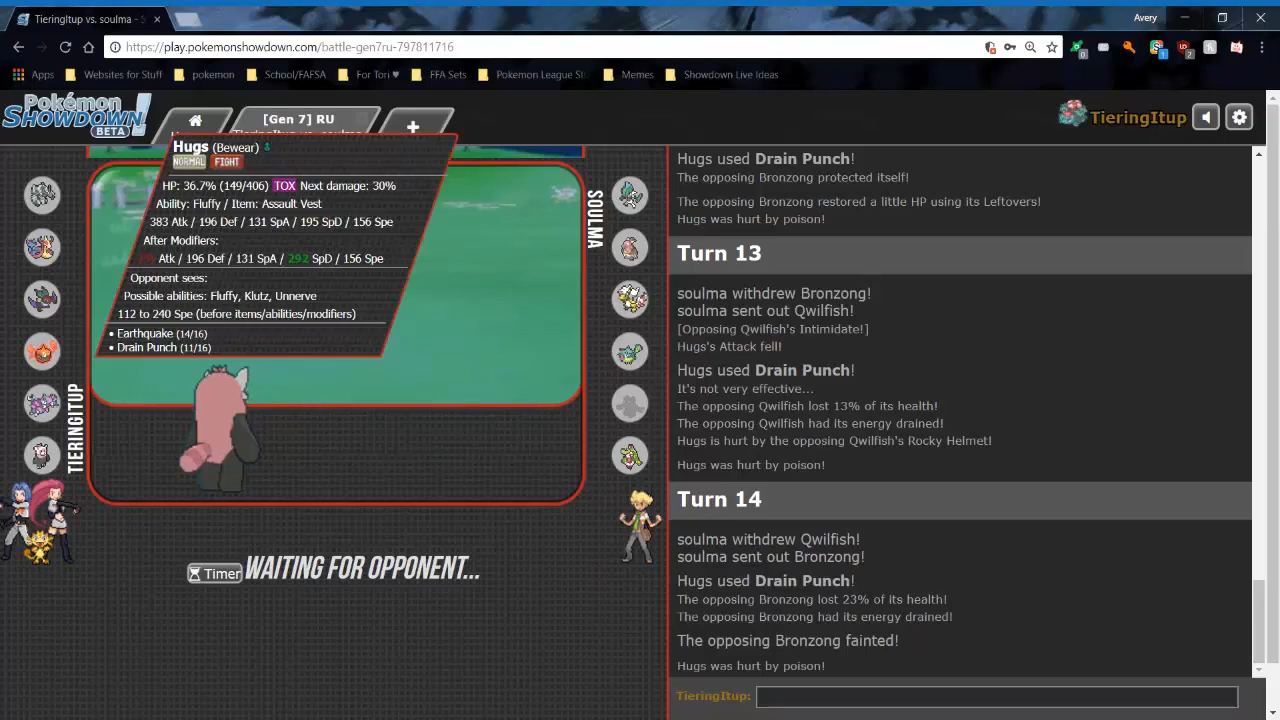 TieringItup vs. soulma - S
Avery
https://play.pokemonshowdown.com/battle-gen7ru-797811716
0
1
2
Apps
Websites for Stuff
pokemon
School/FAFSA
For Tori ♥
FFA Sets
Pokemon League St
Memes
Showdown Live Ideas
Pokémon
SHOWDOWN!
BETA
[Gen 7] RU
TieringItup vs. soulma
+
TieringItup
Hugs (Bewear)
NORMAL FIGHT
HP: 36.7% (149/406) TOX Next damage: 30%
Ability: Fluffy / Item: Assault Vest
383 Atk / 196 Def / 131 SpA / 195 SpD / 156 Spe
After Modifiers:
Atk / 196 Def / 131 SpA / 292 SpD / 156 Spe
Opponent sees:
Possible abilities: Fluffy, Klutz, Unnerve
112 to 240 Spe (before items/abilities/modifiers)
• Earthquake (14/16)
• Drain Punch (11/16)
TIERINGITUP
SOULMA
Timer
WAITING FOR OPPONENT...
Hugs used Drain Punch!
The opposing Bronzong protected itself!
The opposing Bronzong restored a little HP using its Leftovers!
Hugs was hurt by poison!
Turn 13
soulma withdrew Bronzong!
soulma sent out Qwilfish!
[Opposing Qwilfish's Intimidate!]
Hugs's Attack fell!
Hugs used Drain Punch!
It's not very effective...
The opposing Qwilfish lost 13% of its health!
The opposing Qwilfish had its energy drained!
Hugs is hurt by the opposing Qwilfish's Rocky Helmet!
Hugs was hurt by poison!
Turn 14
soulma withdrew Qwilfish!
soulma sent out Bronzong!
Hugs used Drain Punch!
The opposing Bronzong lost 23% of its health!
The opposing Bronzong had its energy drained!
The opposing Bronzong fainted!
Hugs was hurt by poison!
TieringItup: